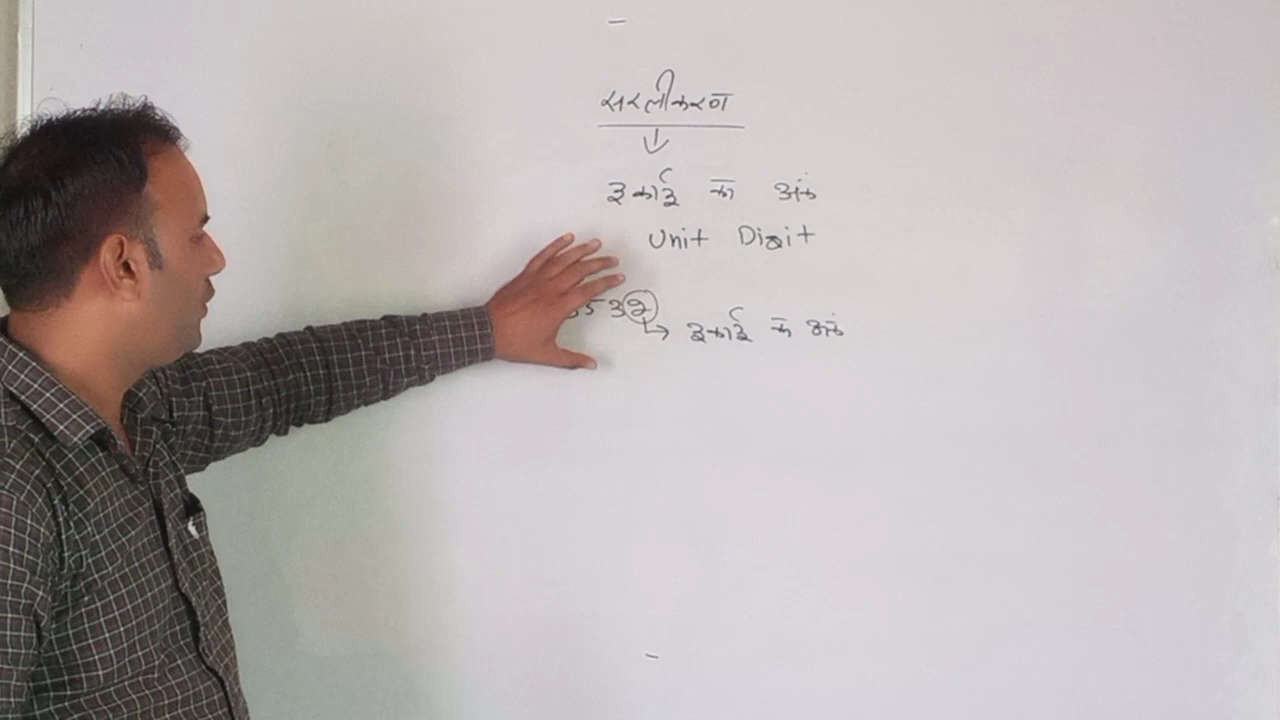 सरलीकरण
इकाई का अंक
Unit Digit
532
इकाई के अंक